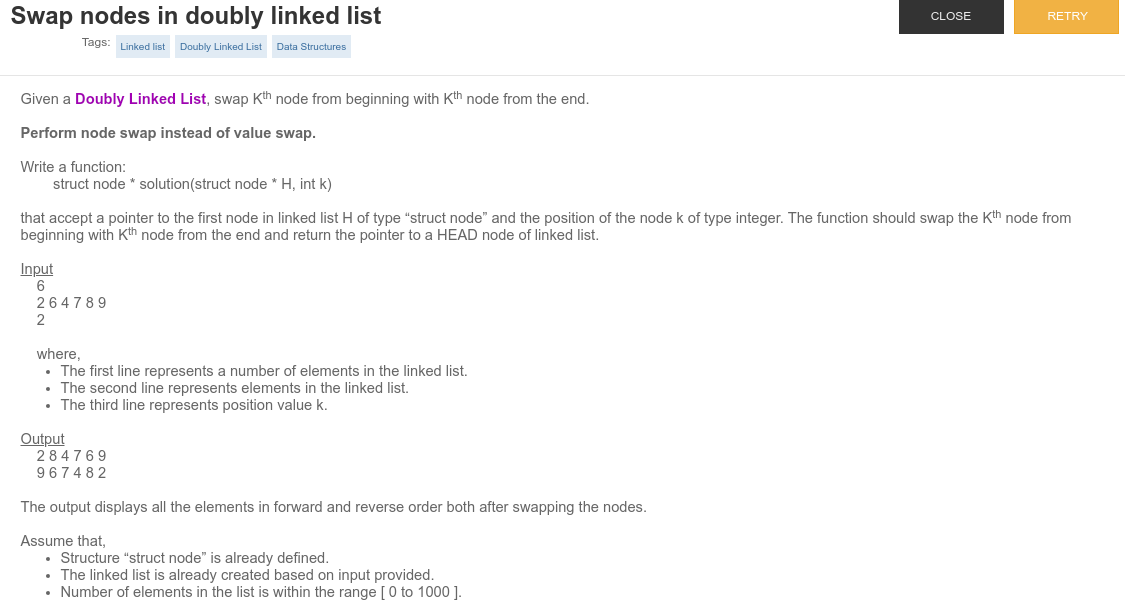 Swap nodes in doubly linked list
CLOSE
RETRY
Tags: Linked list Doubly Linked List Data Structures
Given a Doubly Linked List, swap Kth node from beginning with Kth node from the end.
Perform node swap instead of value swap.
Write a function:
struct node * solution(struct node * H, int k)
that accept a pointer to the first node in linked list H of type “struct node” and the position of the node k of type integer. The function should swap the Kth node from
beginning with Kth node from the end and return the pointer to a HEAD node of linked list.
Input
6
2 6 4 7 8 9
2
where,
• The first line represents a number of elements in the linked list.
• The second line represents elements in the linked list.
• The third line represents position value k.
Output
2 8 4 7 6 9
9 6 7 4 8 2
The output displays all the elements in forward and reverse order both after swapping the nodes.
Assume that,
• Structure “struct node” is already defined.
• The linked list is already created based on input provided.
• Number of elements in the list is within the range [ 0 to 1000 ].